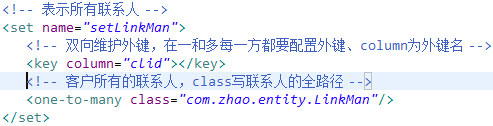 <!-- 表示所有联系人 -->
<set name="setLinkMan">
<!-- 双向维护外键，在一和多每一方都要配置外键、column为外键名 -->
<key column="clid"></key>
<!-- 客户所有的联系人，class写联系人的全路径 -->
<one-to-many class="com.zhao.entity.LinkMan"/>
</set>